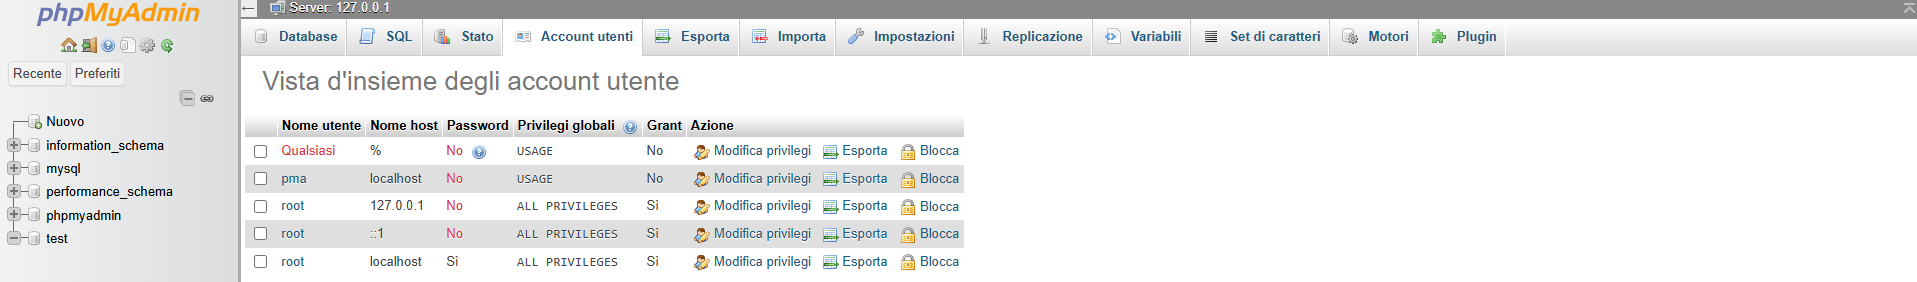 phpMyAdmin
Recente Preferiti
Nuovo
information_schema
mysql
performance_schema
phpmyadmin
test
Server: 127.0.0.1
Database SQL Stato Account utenti Esporta Importa Impostazioni Replicazione Variabili Set di caratteri Motori Plugin
Vista d'insieme degli account utente
Nome utente Nome host Password Privilegi globali Grant Azione
Qualsiasi % No USAGE No Modifica privilegi Esporta Blocca
pma localhost No USAGE No Modifica privilegi Esporta Blocca
root 127.0.0.1 No ALL PRIVILEGES Sì Modifica privilegi Esporta Blocca
root ::1 No ALL PRIVILEGES Sì Modifica privilegi Esporta Blocca
root localhost Sì ALL PRIVILEGES Sì Modifica privilegi Esporta Blocca